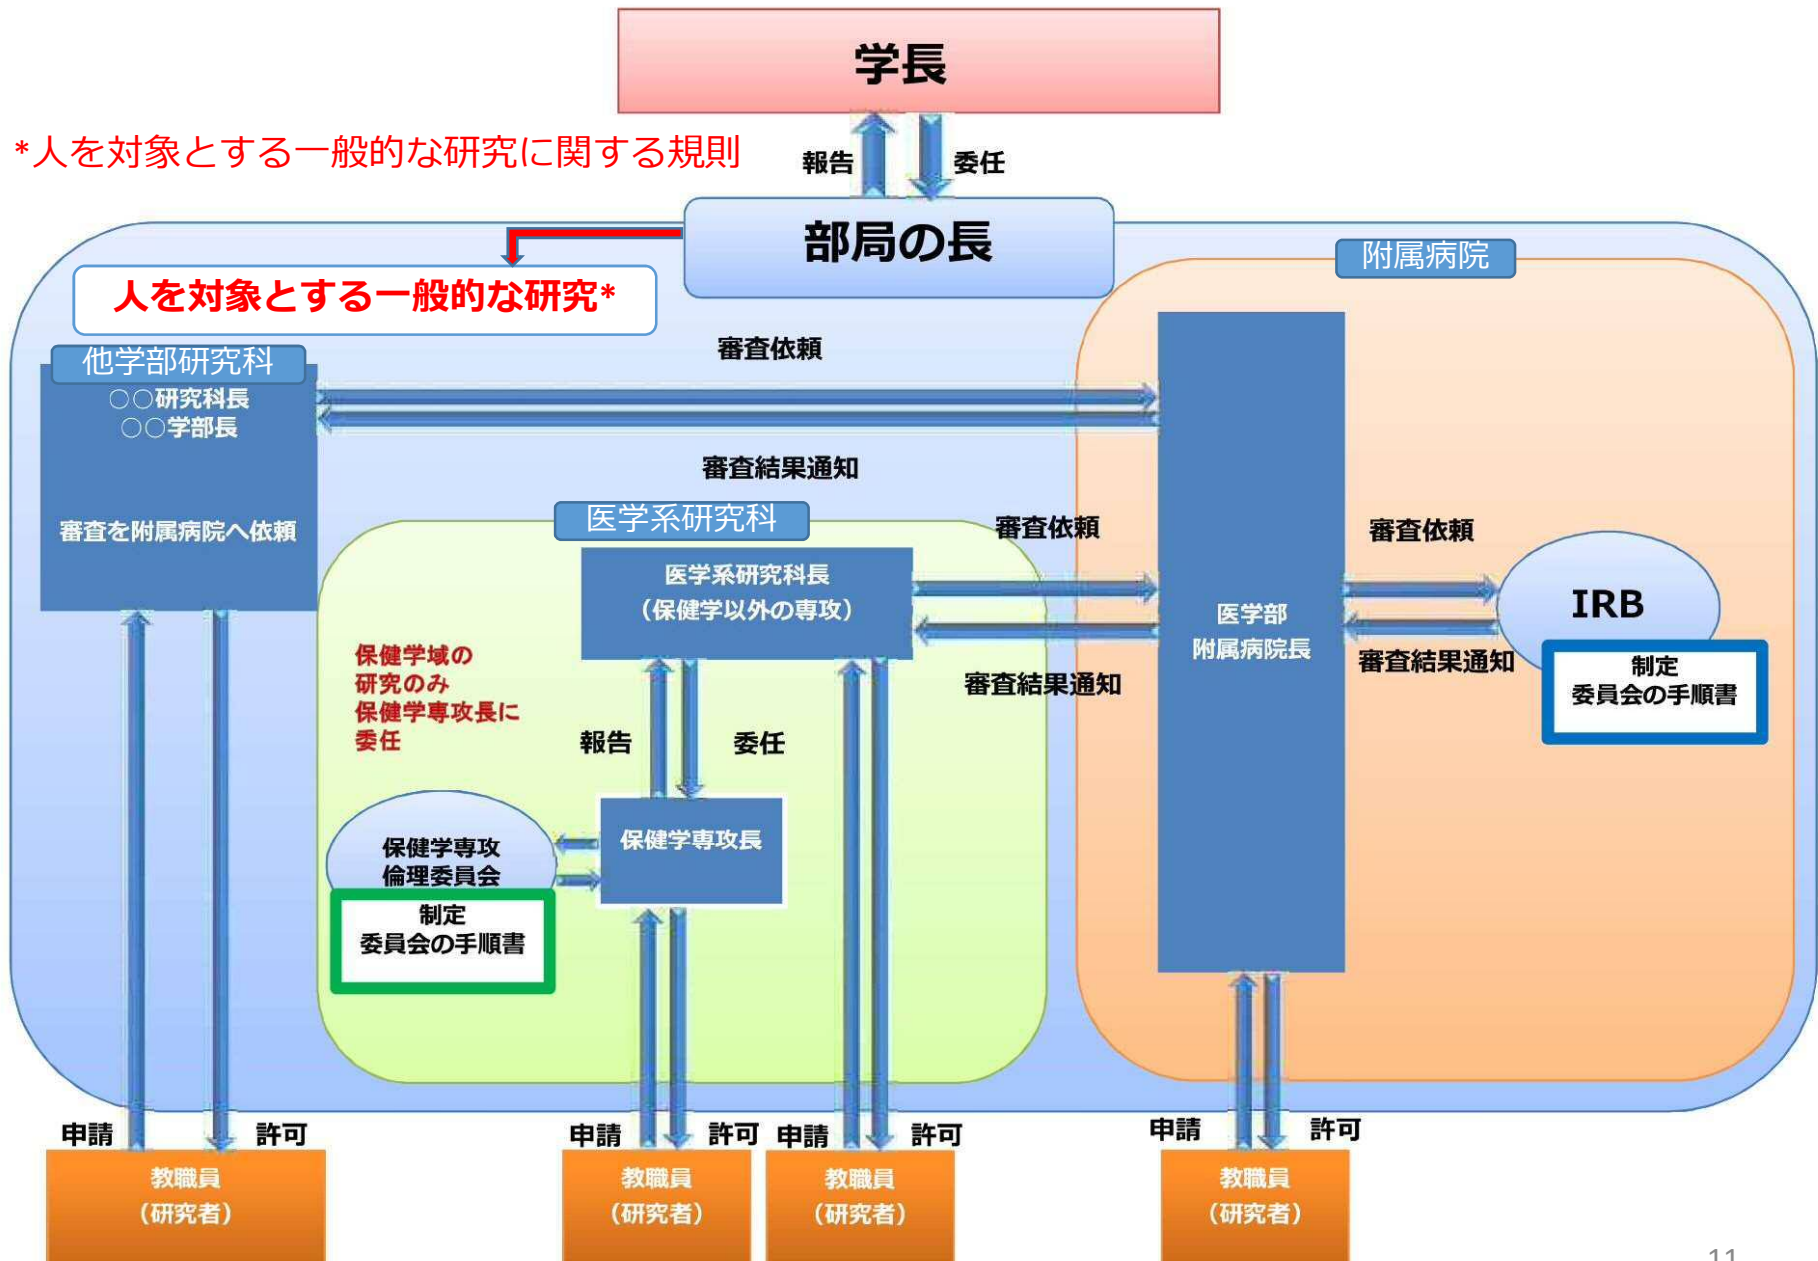 学長
*人を対象とする一般的な研究に関する規則
報告
委任
部局の長
附属病院
人を対象とする一般的な研究*
他学部研究科
○○研究科長
○○学部長
審査を附属病院へ依頼
審査依頼
審査結果通知
医学系研究科
医学系研究科長
（保健学以外の専攻）
審査依頼
審査結果通知
医学部
附属病院長
審査依頼
審査結果通知
IRB
制定
委員会の手順書
保健学域の
研究のみ
保健学専攻長に
委任
報告
委任
保健学専攻
倫理委員会
制定
委員会の手順書
保健学専攻長
申請
許可
申請
許可
申請
許可
申請
許可
教職員
（研究者）
教職員
（研究者）
教職員
（研究者）
教職員
（研究者）
11